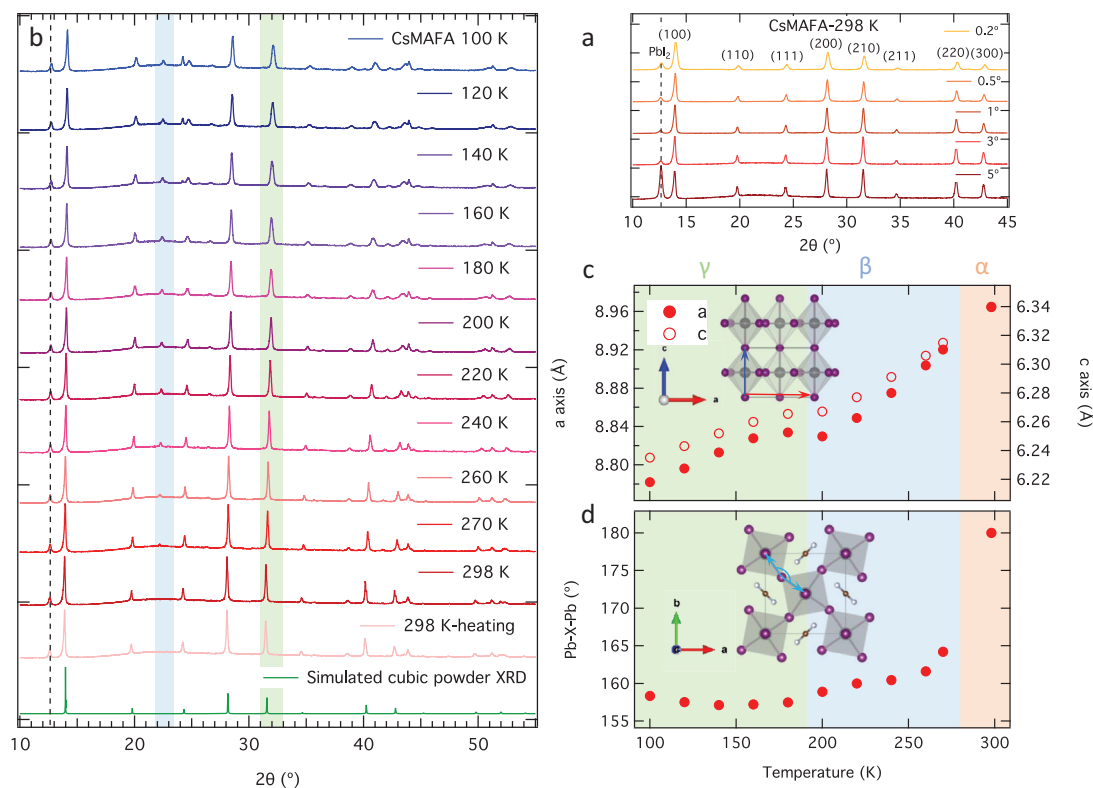 b
CsMAFA 100 K
120 K
140 K
160 K
180 K
200 K
220 K
240 K
260 K
270 K
298 K
298 K-heating
Simulated cubic powder XRD
10 20 30 40 50
2θ (°)
a
CsMAFA-298 K
PbI2
(100)
(110)
(111)
(200)
(210)
(211)
(220)
(300)
0.2°
0.5°
1°
3°
5°
10 15 20 25 30 35 40 45
2θ (°)
c
γ β α
a
c
c
a
8.96
8.92
8.88
8.84
8.80
a axis (Å)
6.34
6.32
6.30
6.28
6.26
6.24
6.22
c axis (Å)
d
180
175
171
165
160
155
Pb-X-Pb (°)
b
c
a
100 150 200 250 300
Temperature (K)